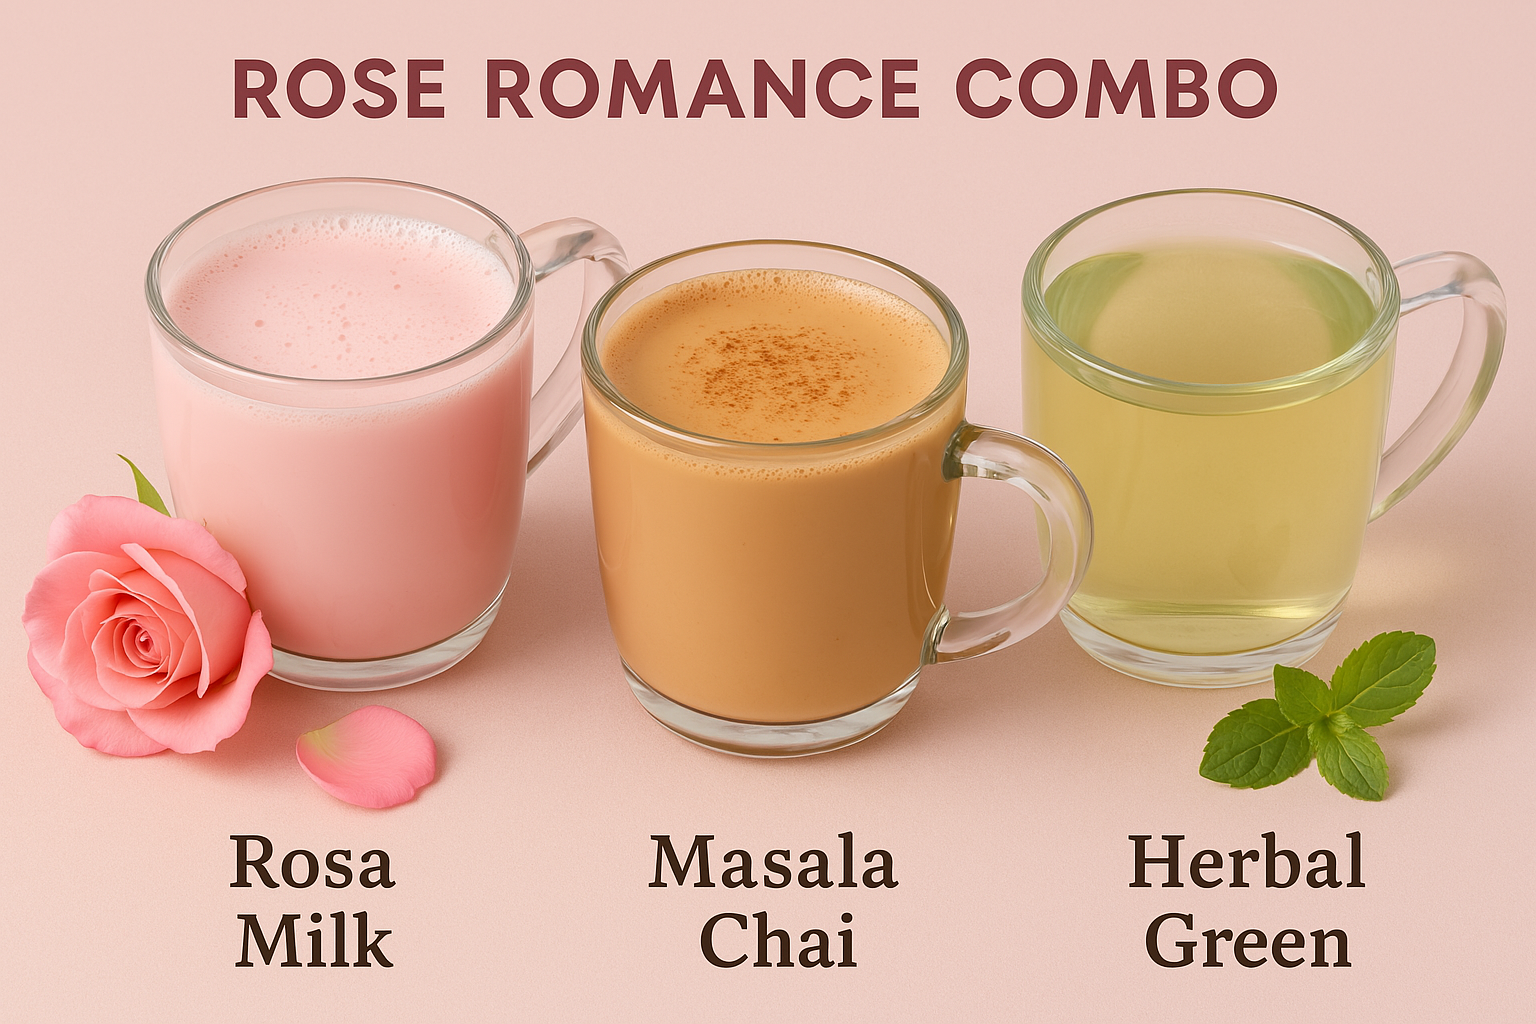 ROSE ROMANCE COMBO
Rosa
Milk
Masala
Chai
Herbal
Green